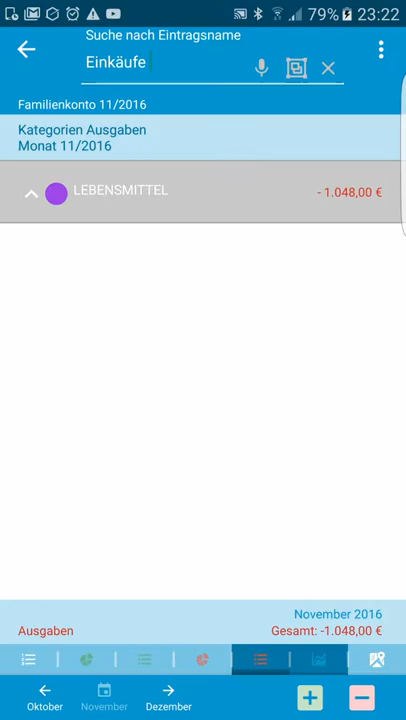 79% 23:22
Suche nach Eintragsname
Einkäufe
Familienkonto 11/2016
Kategorien Ausgaben
Monat 11/2016
LEBENSMITTEL - 1.048,00 €
November 2016
Ausgaben Gesamt: -1.048,00 €
Oktober November Dezember